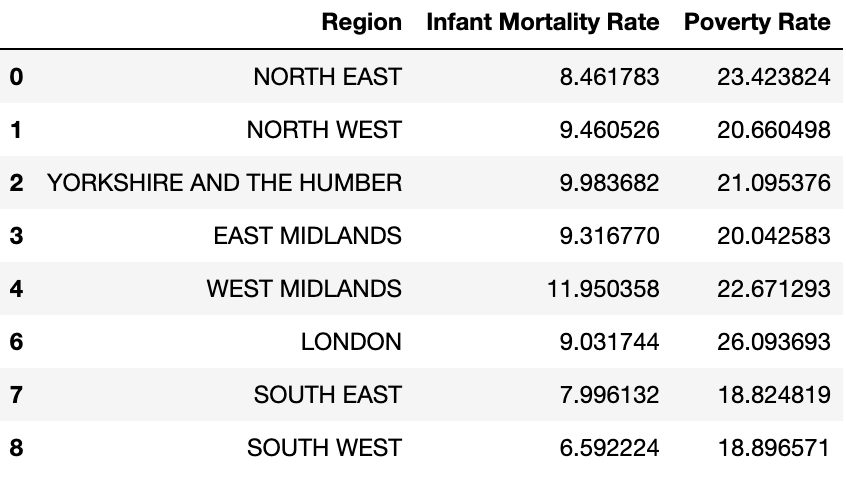 Region Infant Mortality Rate Poverty Rate
0 NORTH EAST 8.461783 23.423824
1 NORTH WEST 9.460526 20.660498
2 YORKSHIRE AND THE HUMBER 9.983682 21.095376
3 EAST MIDLANDS 9.316770 20.042583
4 WEST MIDLANDS 11.950358 22.671293
6 LONDON 9.031744 26.093693
7 SOUTH EAST 7.996132 18.824819
8 SOUTH WEST 6.592224 18.896571